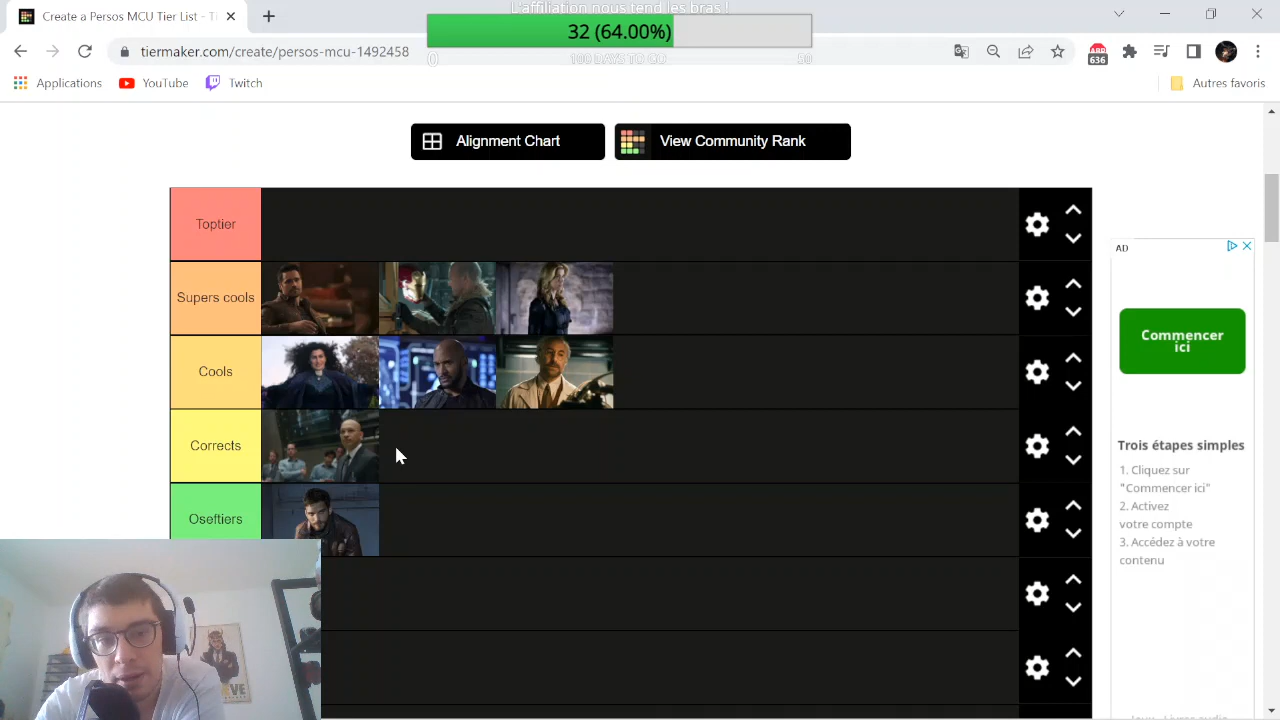 Create a Persos MCU Tier List - Ti
L'affiliation nous tend les bras !
32 (64.00%)
tiermaker.com/create/persos-mcu-1492458
636
Applications
YouTube
Twitch
Autres favoris
Alignment Chart
View Community Rank
Toptier
Supers cools
Cools
Corrects
Oseftiers
AD
Commencer
ici
Trois étapes simples
1. Cliquez sur
"Commencer ici"
2. Activez
votre compte
3. Accédez à votre
contenu